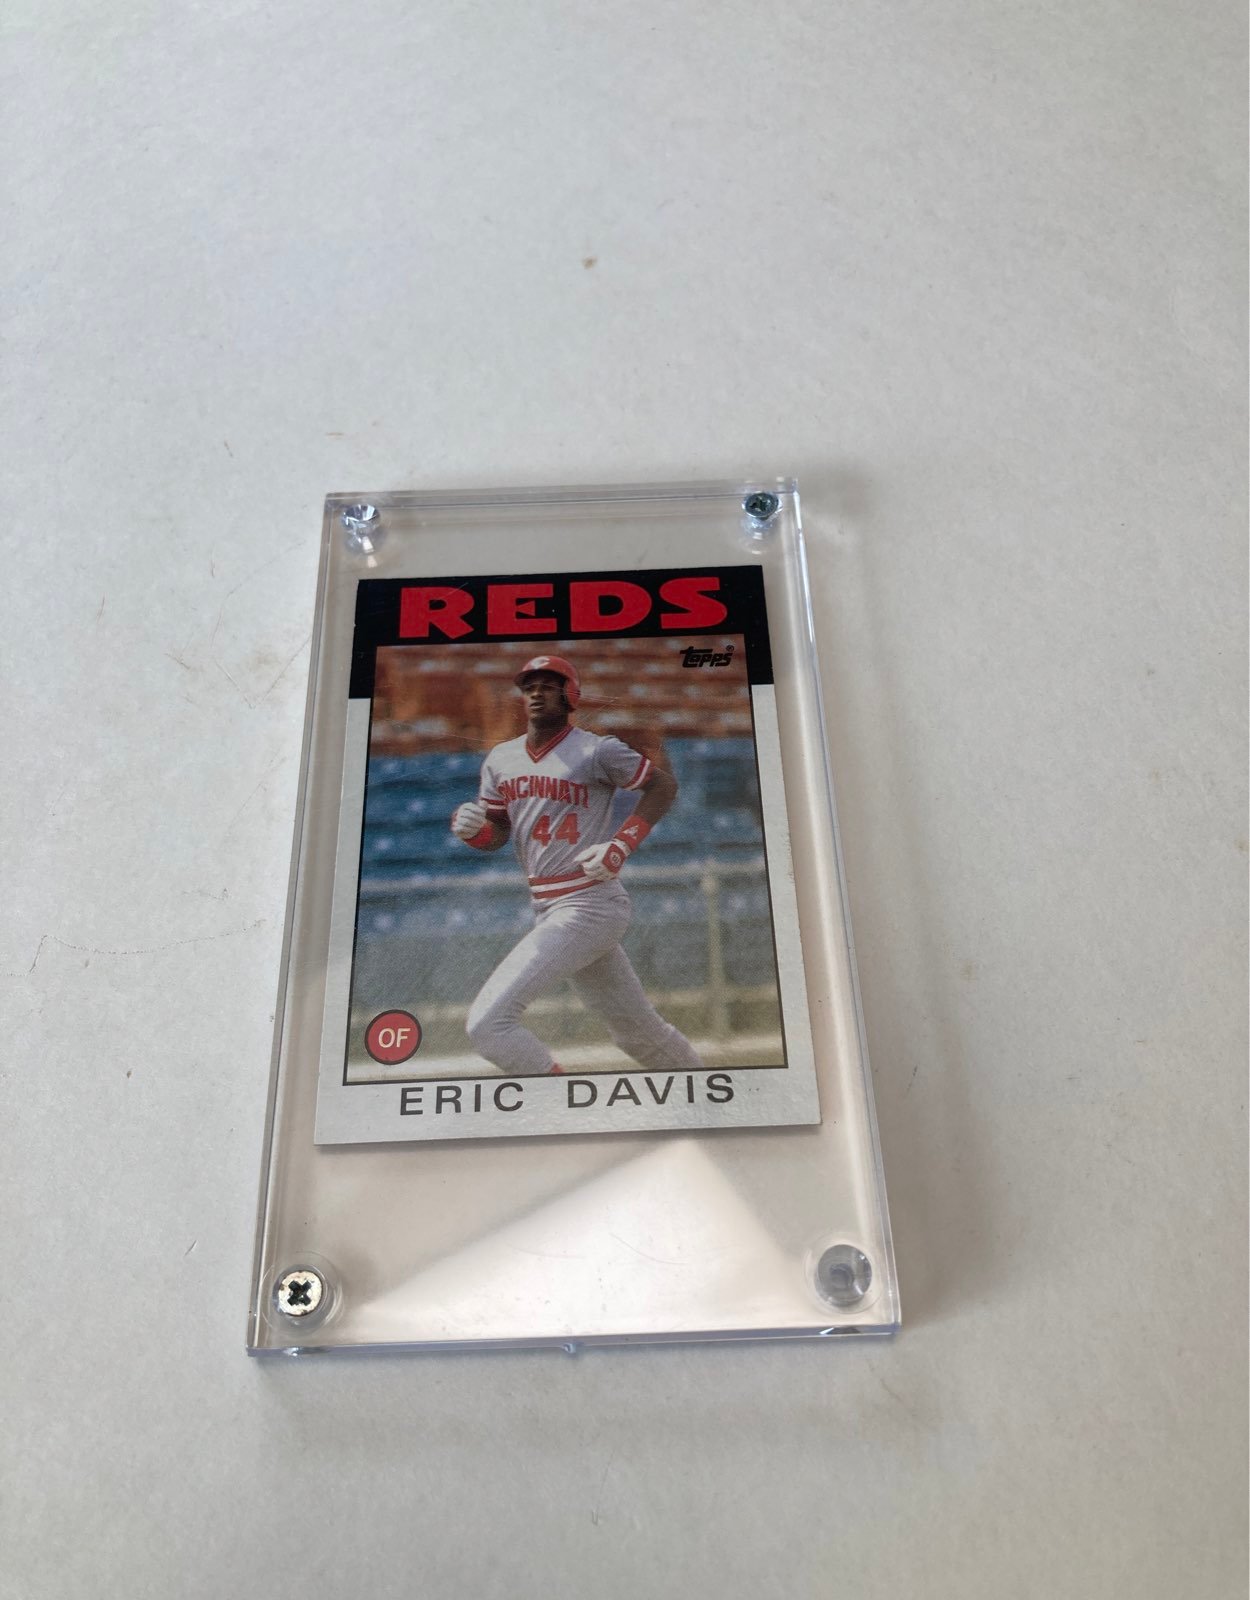 REDS
topps®
CINCINNATI
44
OF
ERIC DAVIS